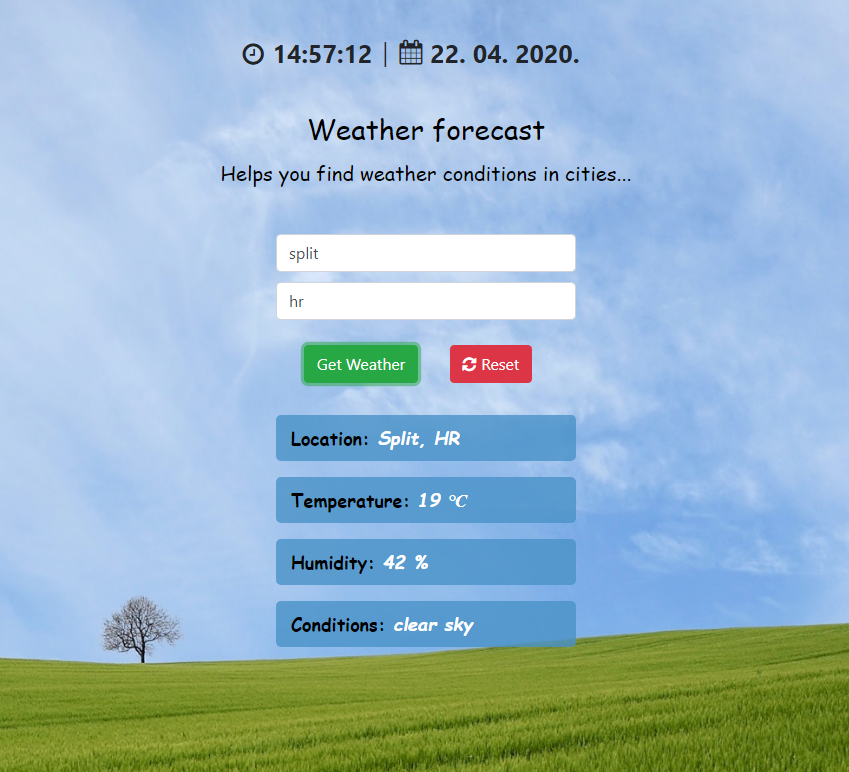 14:57:12 | 22. 04. 2020.
Weather forecast
Helps you find weather conditions in cities...
split
hr
Get Weather Reset
Location: Split, HR
Temperature: 19 °C
Humidity: 42 %
Conditions: clear sky